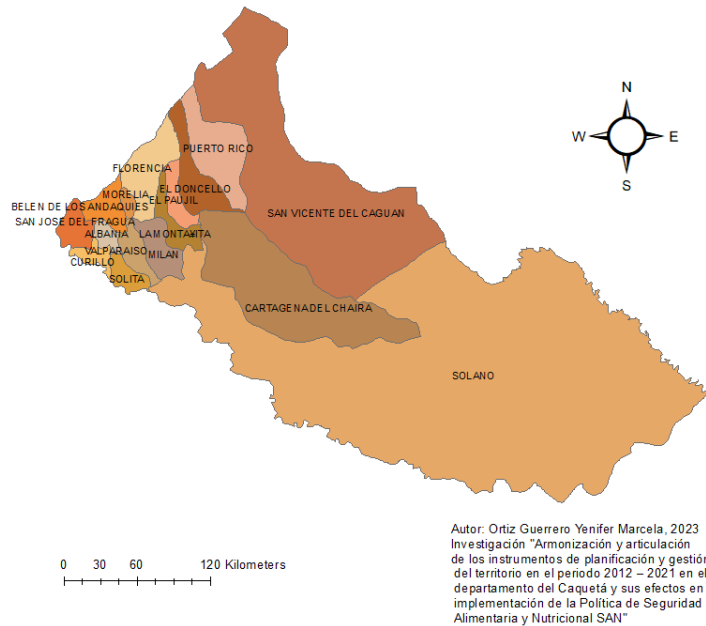 N
W E
S
PUERTO RICO
FLORENCIA
EL DONCELLO
MORELIA
EL PAUJIL
BELEN DE LOS ANDAQUIES
SAN VICENTE DEL CAGUAN
SAN JOSE DEL FRAGUA
ALBANIA
LA MONTAÑITA
VALPARAISO
MILAN
CURILLO
SOLITA
CARTAGENA DEL CHAIRA
SOLANO
0 30 60 120 Kilometers
Autor: Ortiz Guerrero Yenifer Marcela, 2023
Investigación "Armonización y articulación
de los instrumentos de planificación y gestión
del territorio en el periodo 2012 – 2021 en el
departamento del Caquetá y sus efectos en
implementación de la Política de Seguridad
Alimentaria y Nutricional SAN"